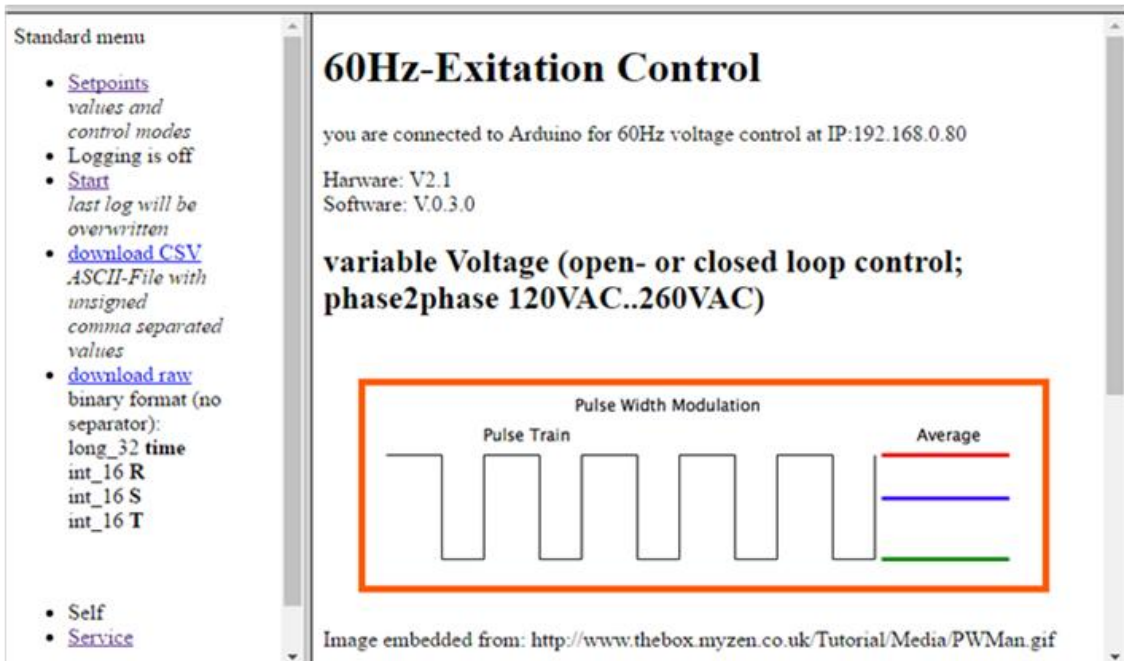 Standard menu
Setpoints
values and
control modes
Logging is off
Start
last log will be
overwritten
download CSV
ASCII-File with
unsigned
comma separated
values
download raw
binary format (no
separator):
long_32 time
int_16 R
int_16 S
int_16 T
Self
Service
60Hz-Exitation Control
you are connected to Arduino for 60Hz voltage control at IP:192.168.0.80
Harware: V2.1
Software: V.0.3.0
variable Voltage (open- or closed loop control;
phase2phase 120VAC..260VAC)
Pulse Width Modulation
Pulse Train
Average
Image embedded from: http://www.thebox.myzen.co.uk/Tutorial/Media/PWMan.gif